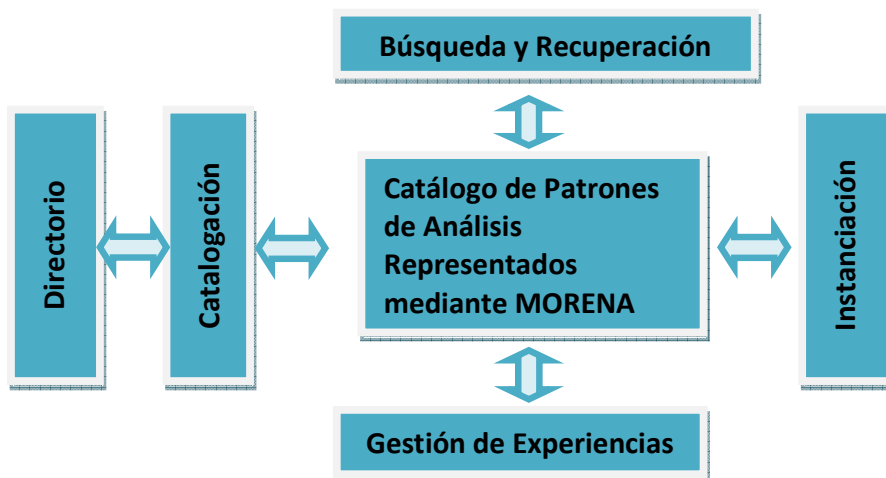 Búsqueda y Recuperación
Directorio
Catalogación
Catálogo de Patrones
de Análisis
Representados
mediante MORENA
Instanciación
Gestión de Experiencias